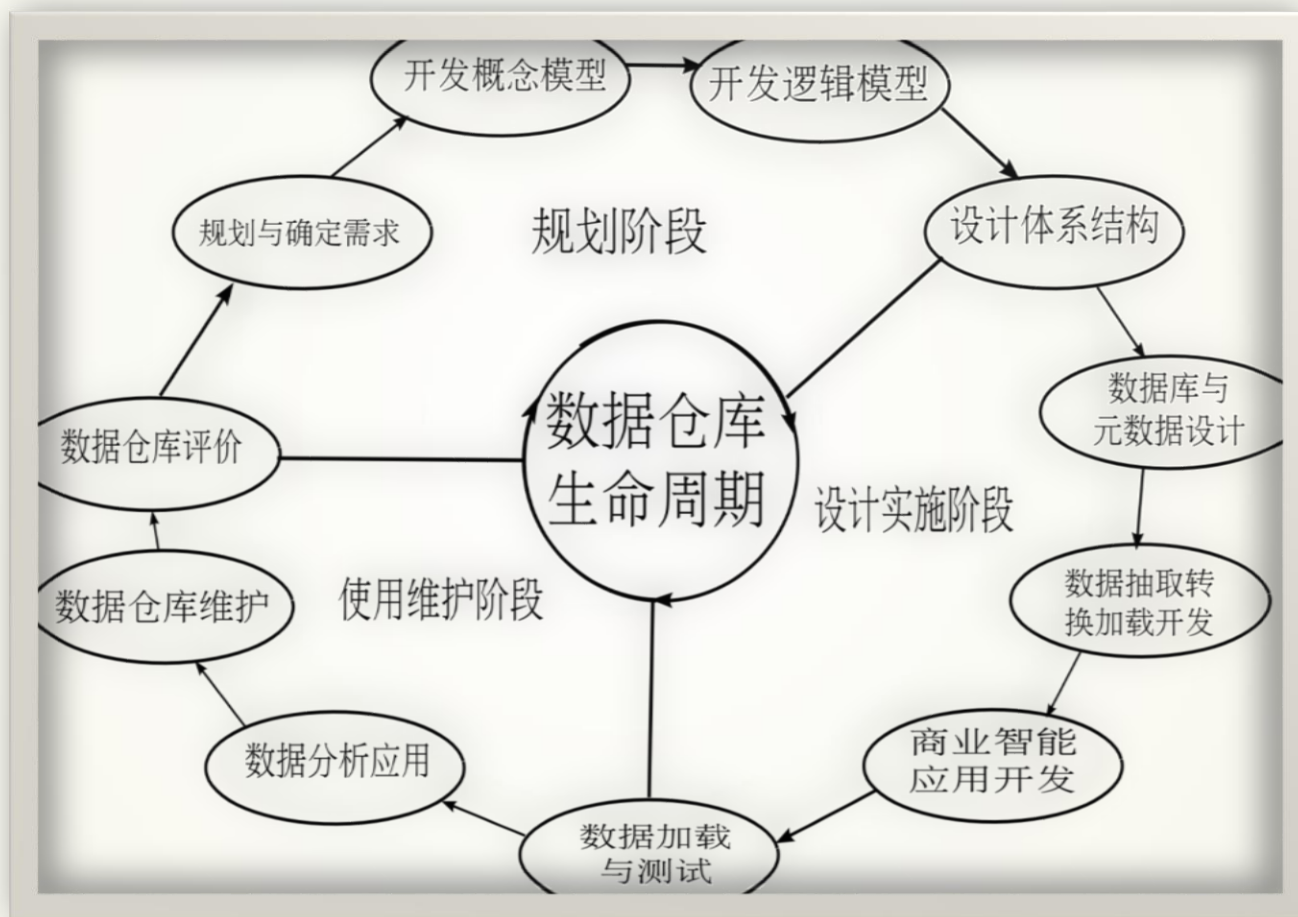 开发概念模型
开发逻辑模型
规划与确定需求
规划阶段
设计体系结构
数据库与
元数据设计
数据仓库
生命周期
数据仓库评价
设计实施阶段
数据抽取转
换加载开发
使用维护阶段
数据仓库维护
商业智能
应用开发
数据分析应用
数据加载
与测试